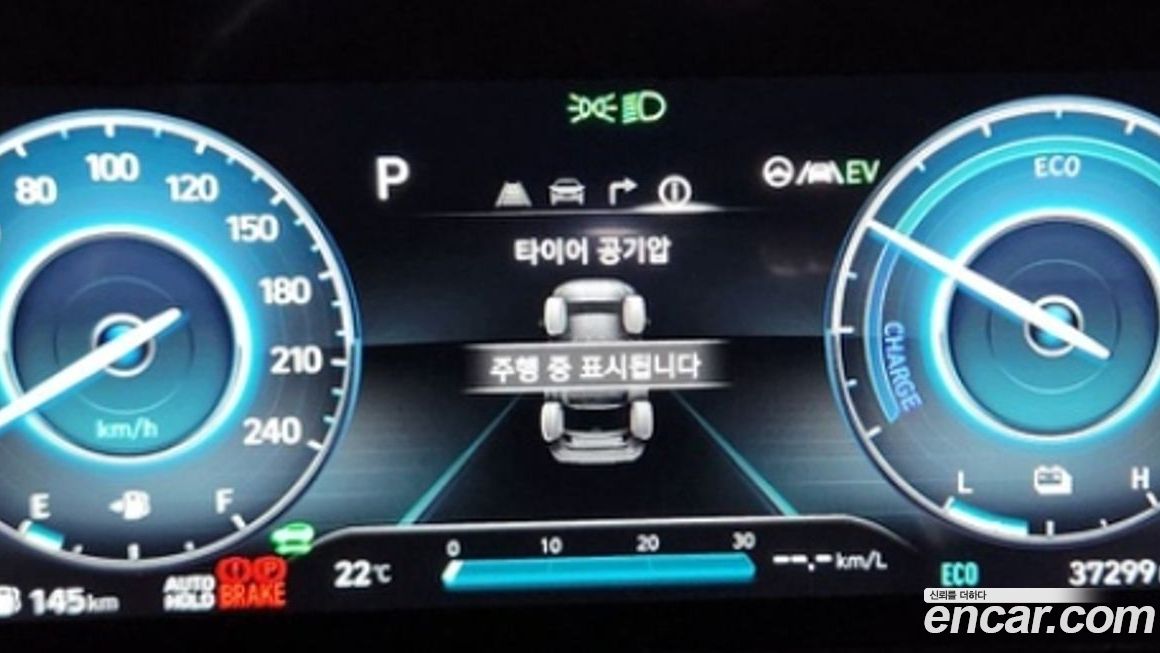 80
100
120
150
180
210
240
km/h
E
F
P
EV
타이어 공기압
주행 중 표시됩니다
ECO
CHARGE
L
H
145km
AUTO HOLD
BRAKE
22℃
0 10 20 30
--.- km/L
ECO
37299
신뢰를 더하다
encar.com